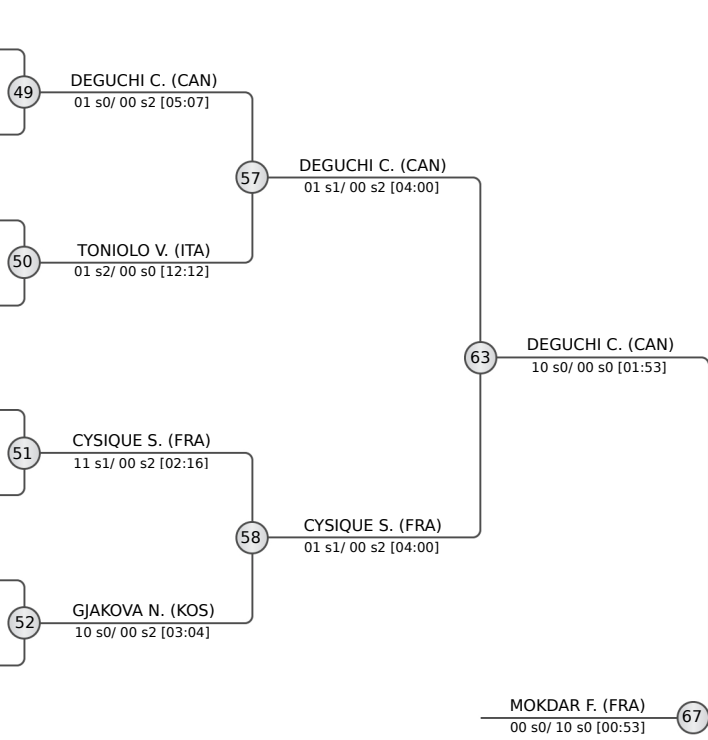 49
DEGUCHI C. (CAN)
01 s0/ 00 s2 [05:07]
57
DEGUCHI C. (CAN)
01 s1/ 00 s2 [04:00]
50
TONIOLO V. (ITA)
01 s2/ 00 s0 [12:12]
63
DEGUCHI C. (CAN)
10 s0/ 00 s0 [01:53]
51
CYSIQUE S. (FRA)
11 s1/ 00 s2 [02:16]
58
CYSIQUE S. (FRA)
01 s1/ 00 s2 [04:00]
52
GJAKOVA N. (KOS)
10 s0/ 00 s2 [03:04]
MOKDAR F. (FRA)
00 s0/ 10 s0 [00:53]
67